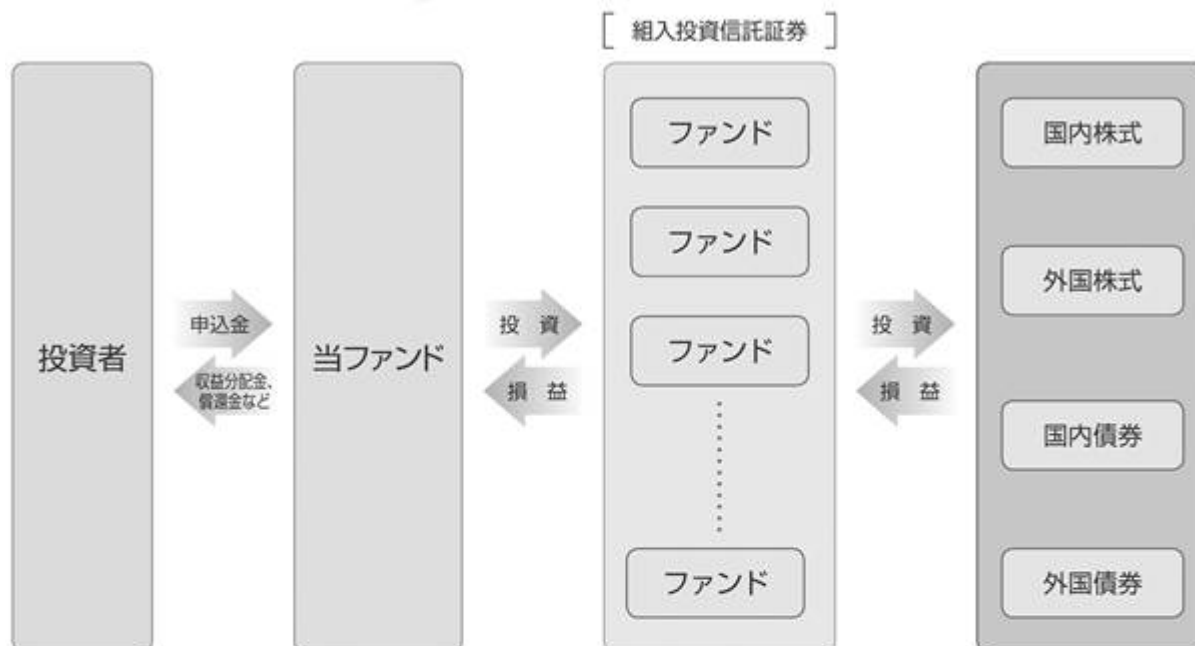 [ 組入投資信託証券 ]
投資者
申込金
収益分配金、
償還金など
当ファンド
投 資
損 益
ファンド
ファンド
ファンド
ファンド
投 資
損 益
国内株式
外国株式
国内債券
外国債券